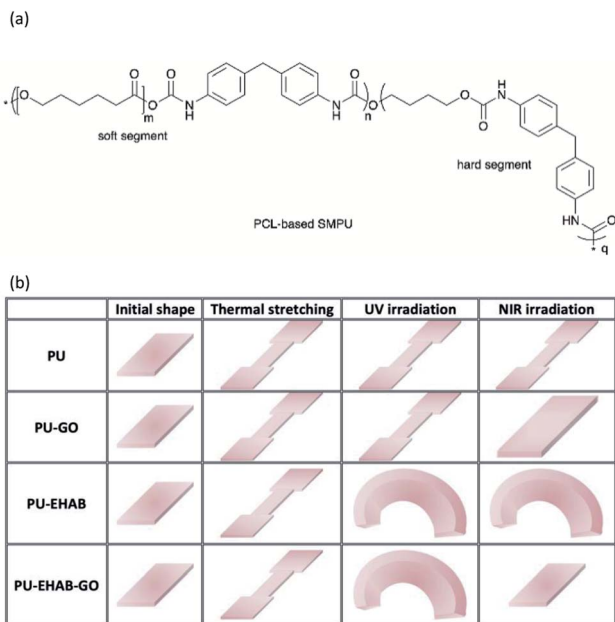 (a)
O
O
O
O
m
O
N
H
N
H
O
n
O
O
H
N
O
soft segment
hard segment
PCL-based SMPU
HN
O
q
(b)
Initial shape Thermal stretching UV irradiation NIR irradiation
PU
PU-GO
PU-EHAB
PU-EHAB-GO